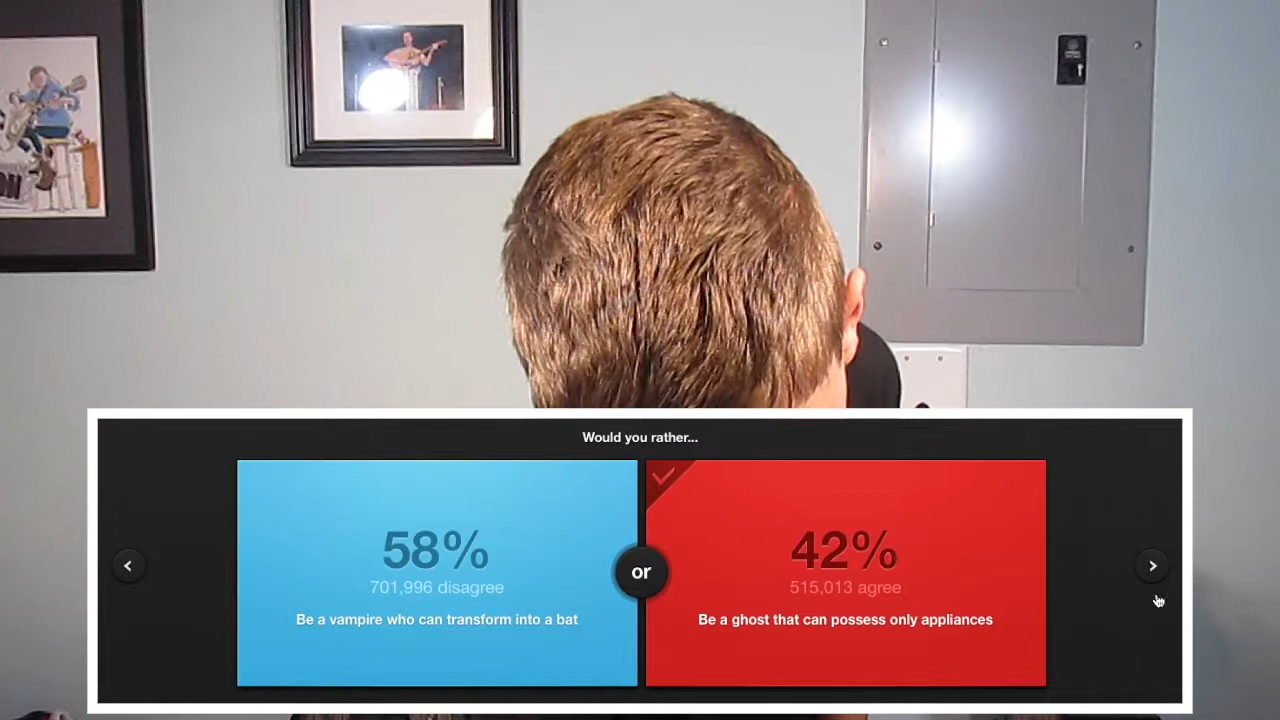 Would you rather...
58%
701,996 disagree
Be a vampire who can transform into a bat
or
42%
515,013 agree
Be a ghost that can possess only appliances